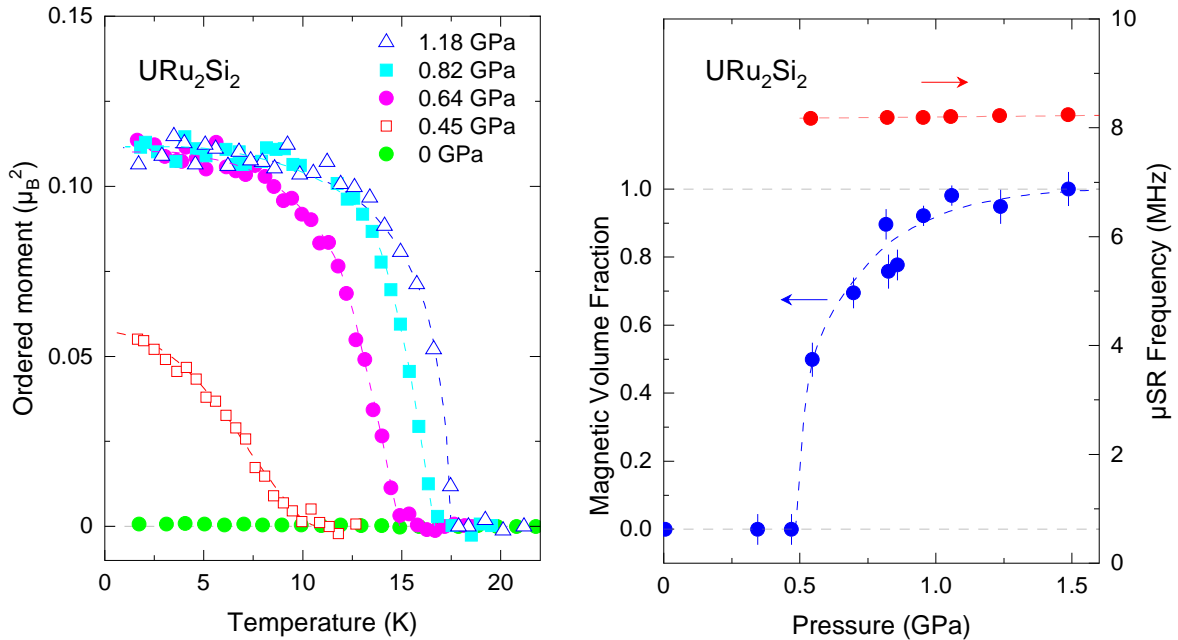 0.15
0.10
0.05
0
Ordered moment (μB²)
URu₂Si₂
1.18 GPa
0.82 GPa
0.64 GPa
0.45 GPa
0 GPa
0 5 10 15 20
Temperature (K)
1.0
0.8
0.6
0.4
0.2
0.0
Magnetic Volume Fraction
URu₂Si₂
10
8
6
4
2
0
μSR Frequency (MHz)
0.0 0.5 1.0 1.5
Pressure (GPa)